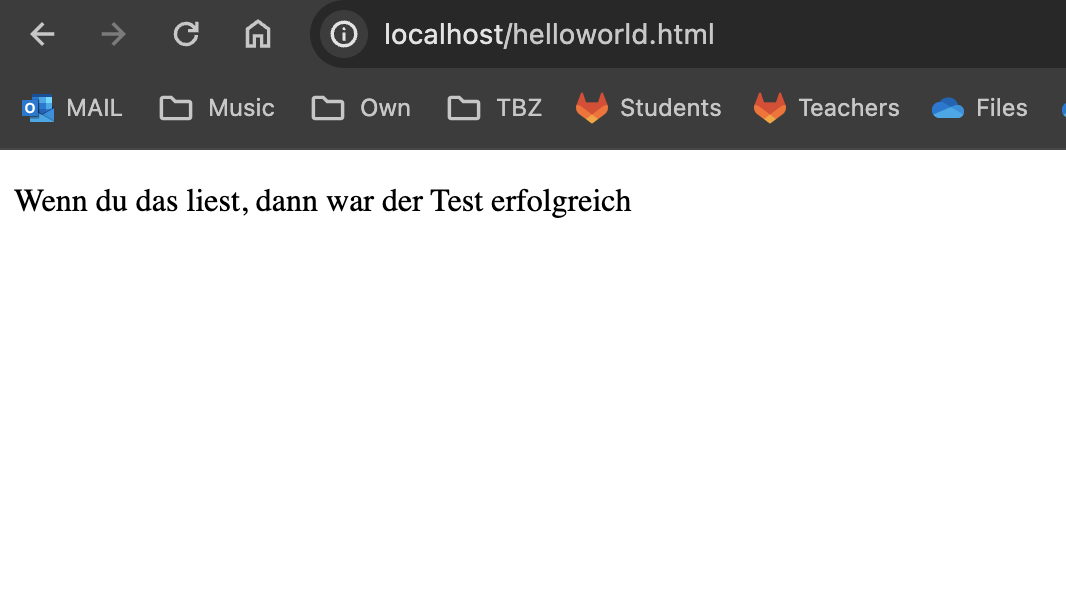 localhost/helloworld.html
MAIL Music Own TBZ Students Teachers Files
Wenn du das liest, dann war der Test erfolgreich